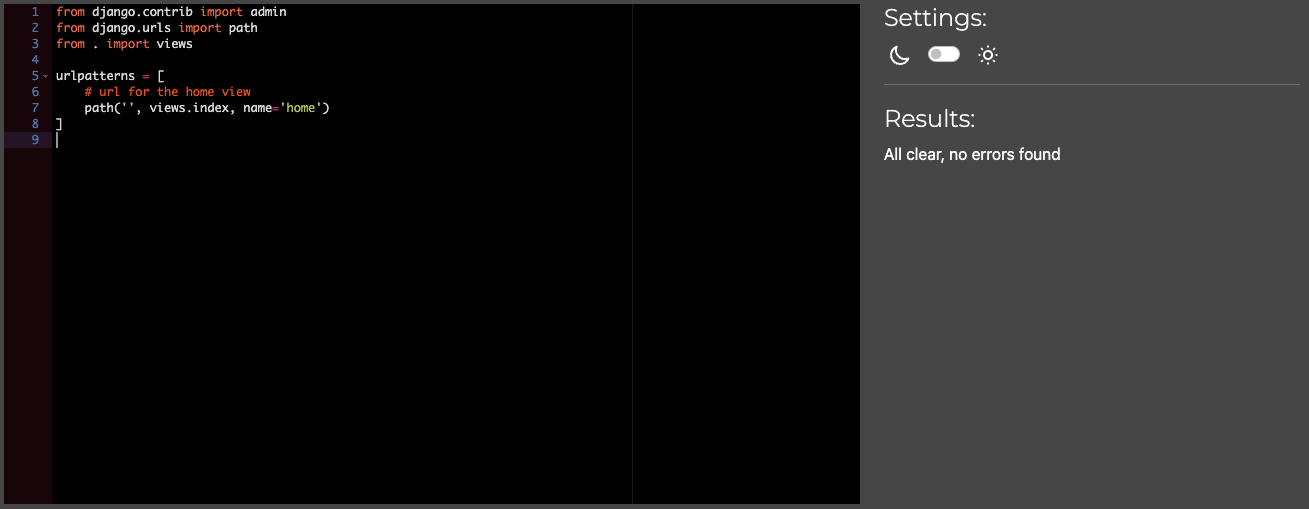 1 from django.contrib import admin
2 from django.urls import path
3 from . import views
4
5 urlpatterns = [
6     # url for the home view
7     path('', views.index, name='home')
8 ]
9
Settings:
Results:
All clear, no errors found